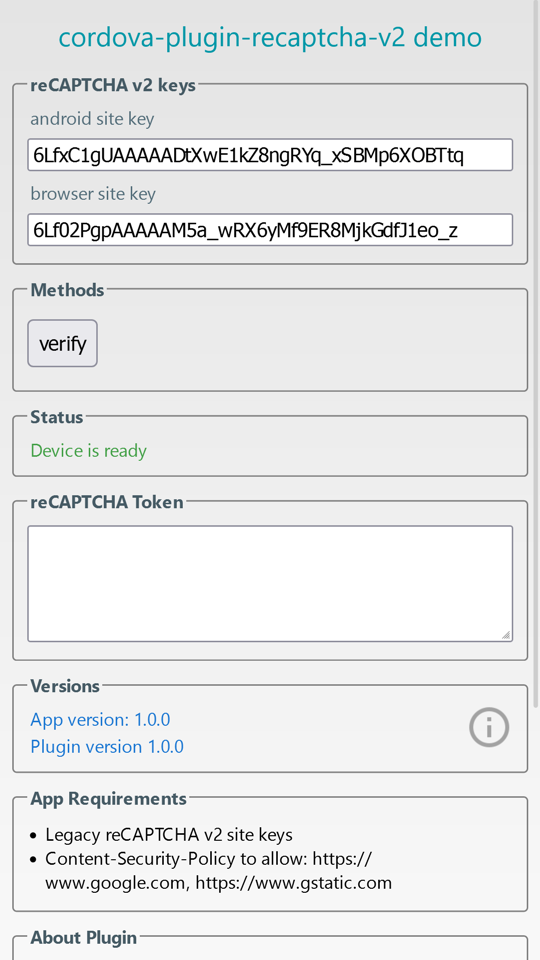 cordova-plugin-recaptcha-v2 demo
reCAPTCHA v2 keys
android site key
6LfxC1gUAAAAADtXwE1kZ8ngRYq_xSBMp6XOBTtq
browser site key
6Lf02PgpAAAAAM5a_wRX6yMf9ER8MjkGdfJ1eo_z
Methods
verify
Status
Device is ready
reCAPTCHA Token
Versions
App version: 1.0.0
Plugin version 1.0.0
App Requirements
• Legacy reCAPTCHA v2 site keys
• Content-Security-Policy to allow: https://
www.google.com, https://www.gstatic.com
About Plugin